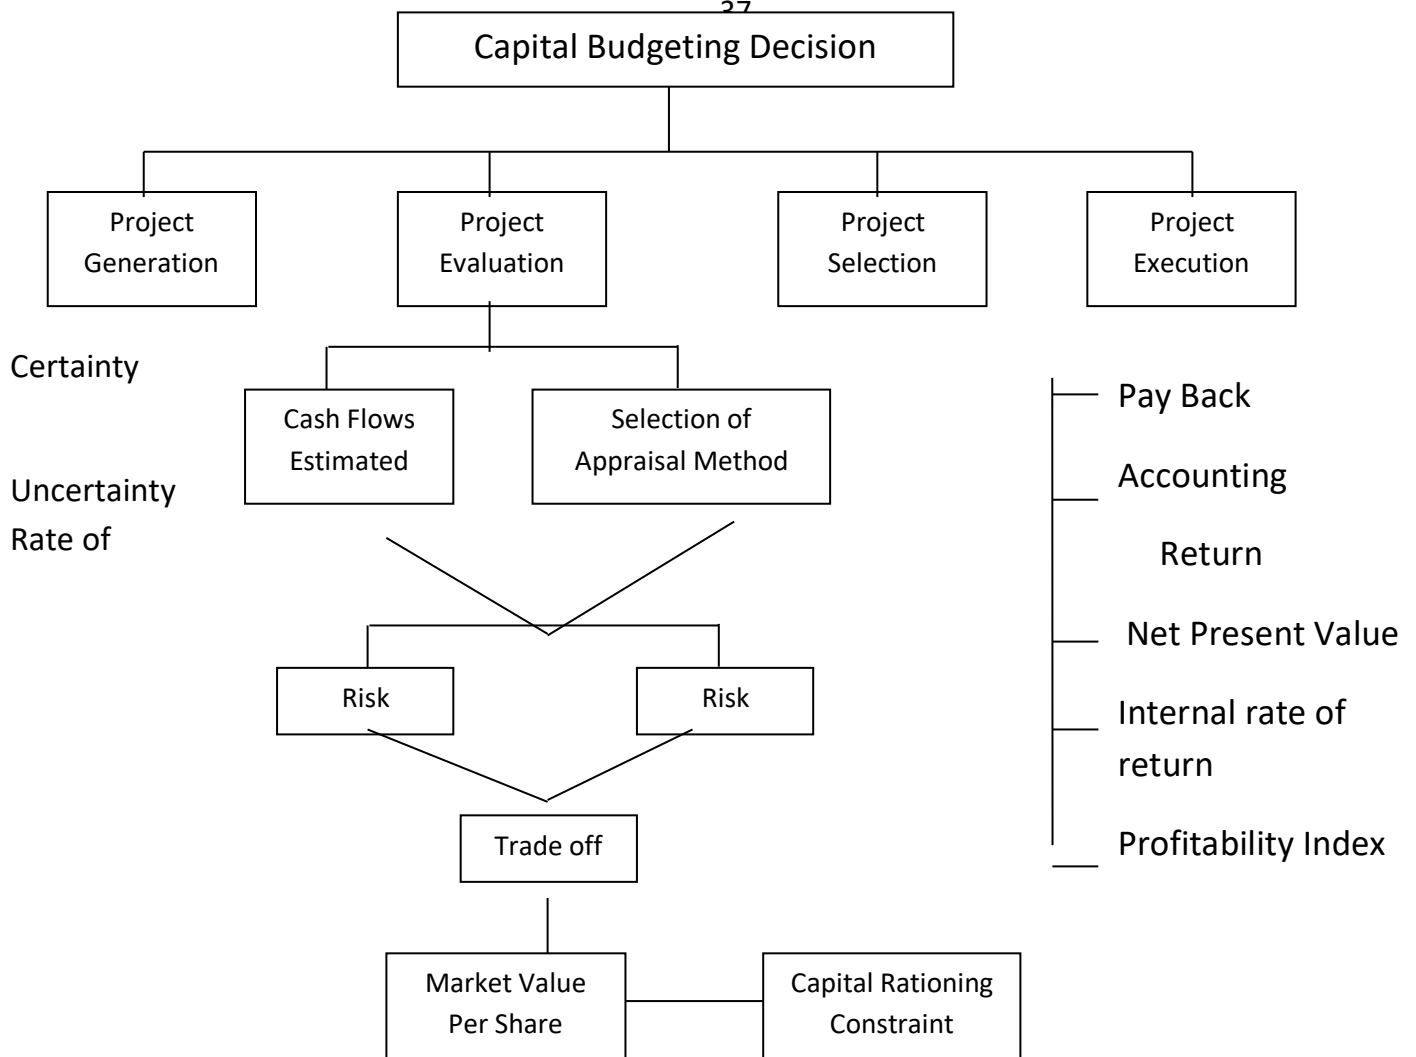 37
Capital Budgeting Decision
Project
Generation
Project
Evaluation
Project
Selection
Project
Execution
Certainty
Cash Flows
Estimated
Selection of
Appraisal Method
Pay Back
Uncertainty
Accounting
Rate of
Return
Net Present Value
Risk
Risk
Internal rate of
return
Trade off
Profitability Index
Market Value
Per Share
Capital Rationing
Constraint